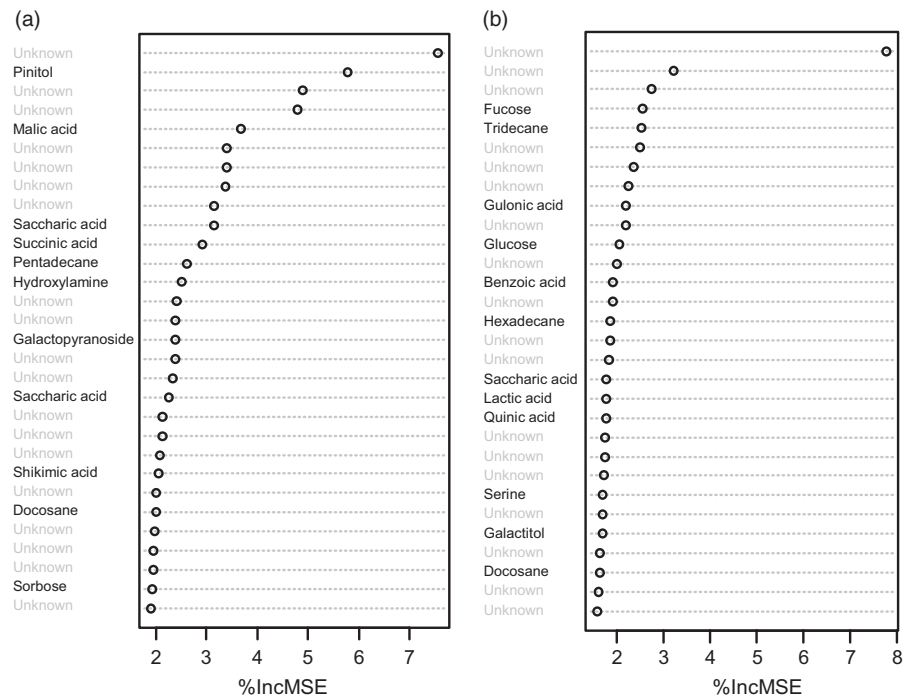 (a)
Unknown
Pinitol
Unknown
Unknown
Malic acid
Unknown
Unknown
Unknown
Unknown
Saccharic acid
Succinic acid
Pentadecane
Hydroxylamine
Unknown
Unknown
Galactopyranoside
Unknown
Unknown
Saccharic acid
Unknown
Unknown
Unknown
Shikimic acid
Unknown
Docosane
Unknown
Unknown
Unknown
Sorbose
Unknown
2 3 4 5 6 7
%IncMSE
(b)
Unknown
Unknown
Unknown
Fucose
Tridecane
Unknown
Unknown
Unknown
Gulonic acid
Unknown
Glucose
Unknown
Benzoic acid
Unknown
Hexadecane
Unknown
Unknown
Saccharic acid
Lactic acid
Quinic acid
Unknown
Unknown
Unknown
Serine
Unknown
Galactitol
Unknown
Docosane
Unknown
Unknown
2 3 4 5 6 7 8
%IncMSE